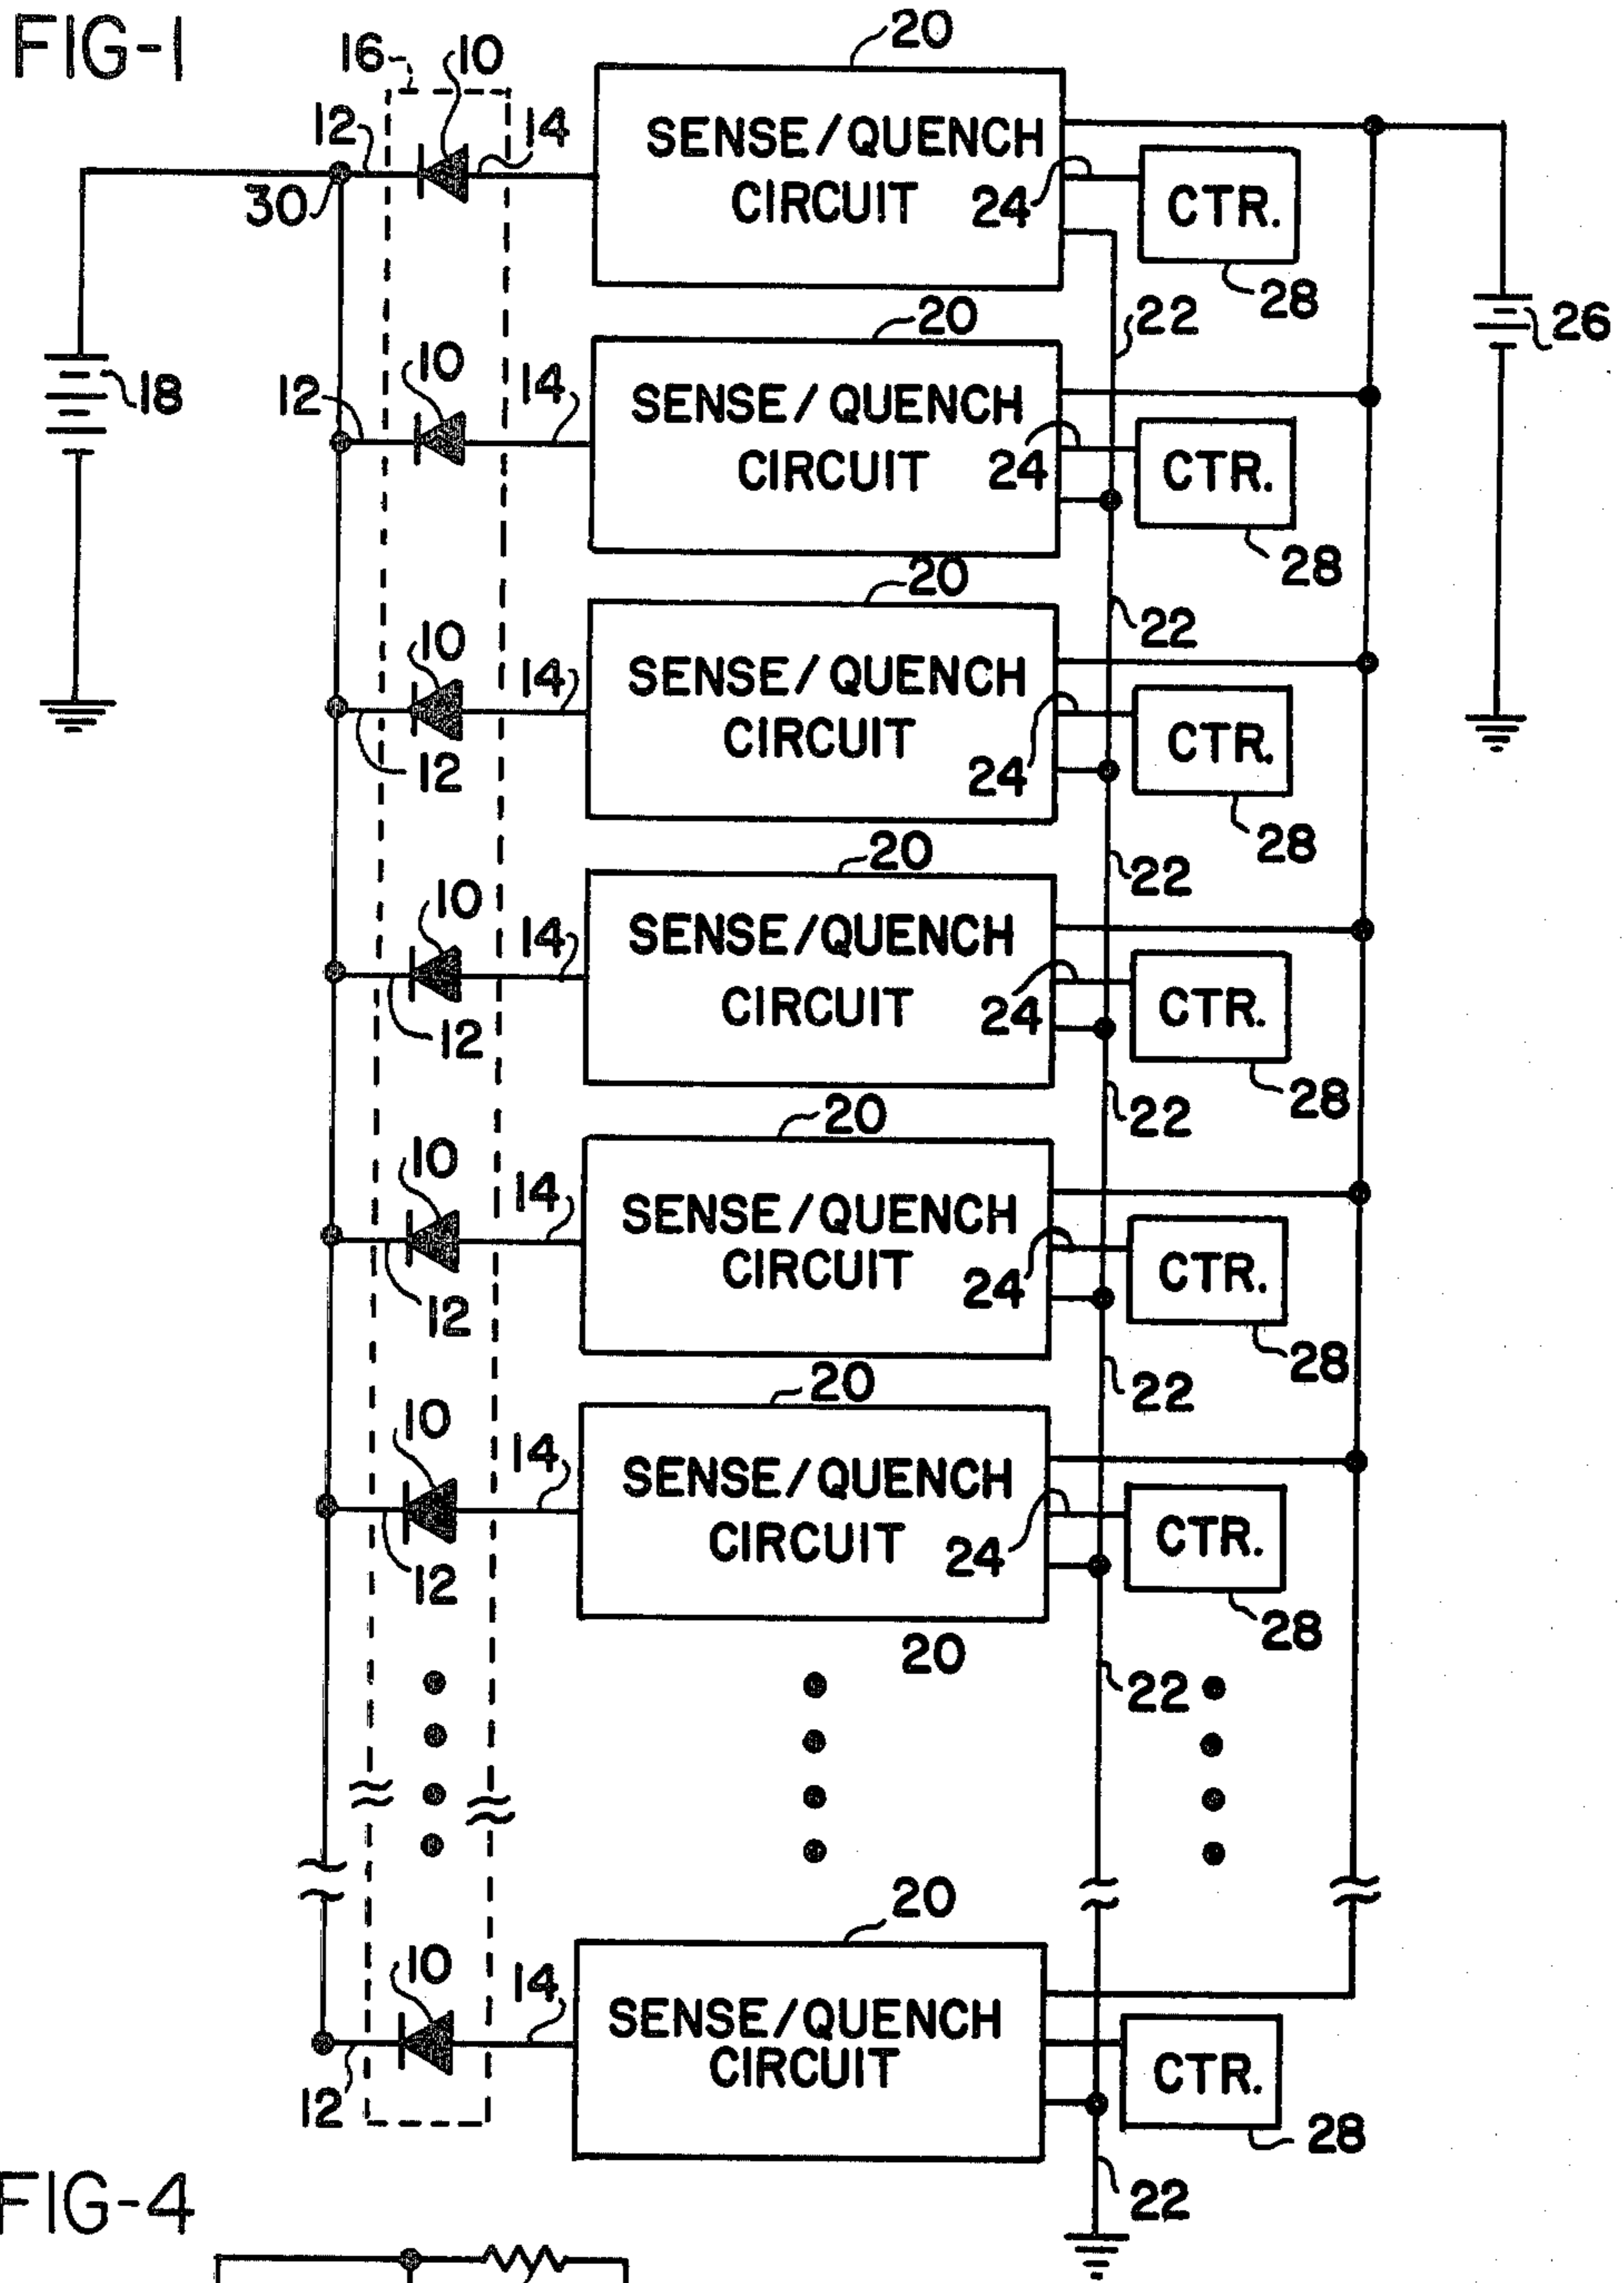 FIG-1
16
10
20
12
14
30
SENSE/QUENCH
CIRCUIT
24
CTR.
28
22
26
18
12
10
14
20
SENSE/QUENCH
CIRCUIT
24
CTR.
28
22
10
12
14
20
SENSE/QUENCH
CIRCUIT
24
CTR.
28
22
10
12
14
20
SENSE/QUENCH
CIRCUIT
24
CTR.
28
22
10
12
14
20
SENSE/QUENCH
CIRCUIT
24
CTR.
28
22
10
12
14
20
SENSE/QUENCH
CIRCUIT
24
CTR.
28
20
22
20
10
12
14
SENSE/QUENCH
CIRCUIT
CTR.
28
22
FIG-4